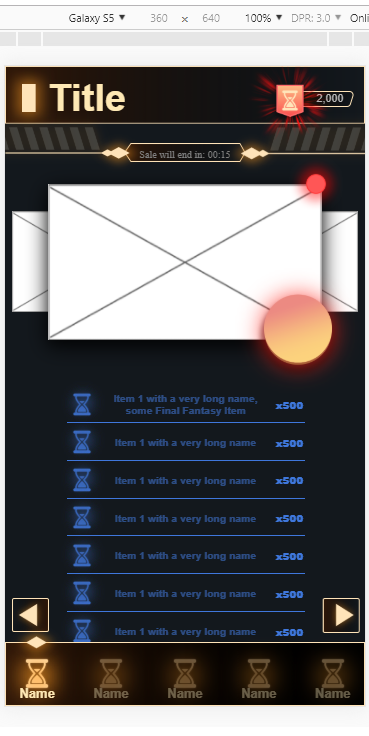 Galaxy S5 ▼ 360 × 640 100% ▼ DPR: 3.0 ▼ Onli
Title
2,000
Sale will end in: 00:15
Item 1 with a very long name,
some Final Fantasy Item
x500
Item 1 with a very long name x500
Item 1 with a very long name x500
Item 1 with a very long name x500
Item 1 with a very long name x500
Item 1 with a very long name x500
Item 1 with a very long name x500
Name Name Name Name Name